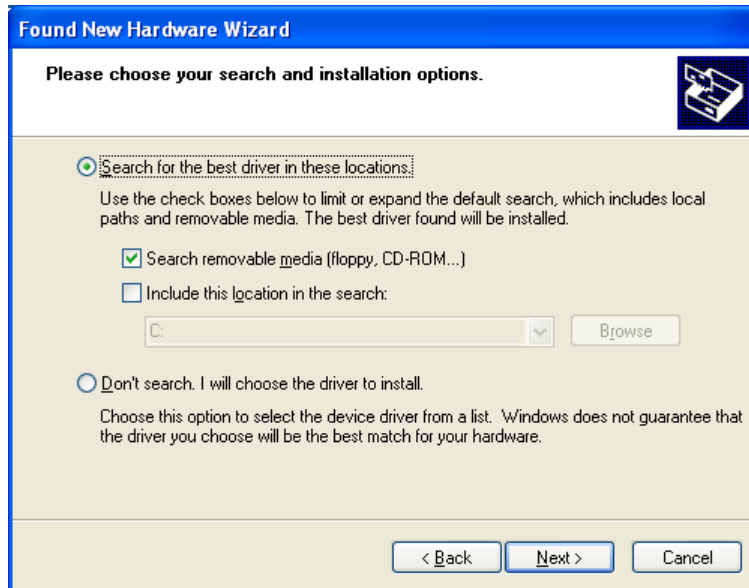 Found New Hardware Wizard
Please choose your search and installation options.
Search for the best driver in these locations.
Use the check boxes below to limit or expand the default search, which includes local
paths and removable media. The best driver found will be installed.
Search removable media (floppy, CD-ROM...)
Include this location in the search:
C:
Browse
Don't search. I will choose the driver to install.
Choose this option to select the device driver from a list. Windows does not guarantee that
the driver you choose will be the best match for your hardware.
< Back
Next >
Cancel